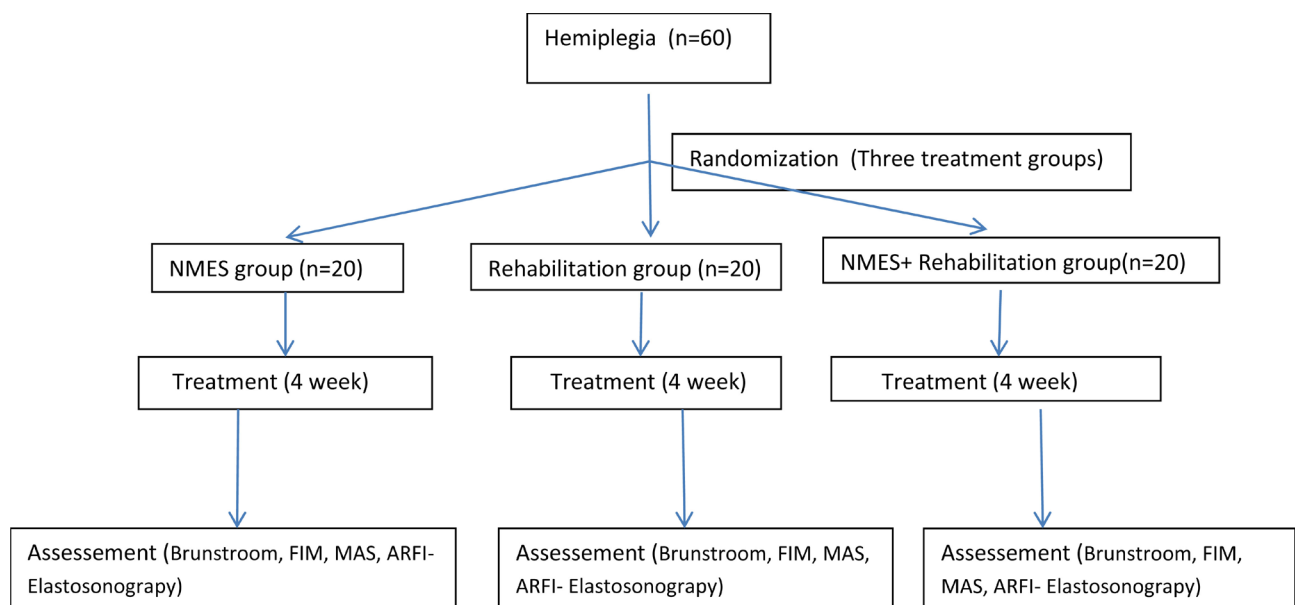 Hemiplegia (n=60)
Randomization (Three treatment groups)
NMES group (n=20)
Rehabilitation group (n=20)
NMES+ Rehabilitation group(n=20)
Treatment (4 week)
Treatment (4 week)
Treatment (4 week)
Assessement (Brunstroom, FIM, MAS, ARFI-
Elastosonograpy)
Assessement (Brunstroom, FIM, MAS,
ARFI- Elastosonograpy)
Assessement (Brunstroom, FIM,
MAS, ARFI- Elastosonograpy)